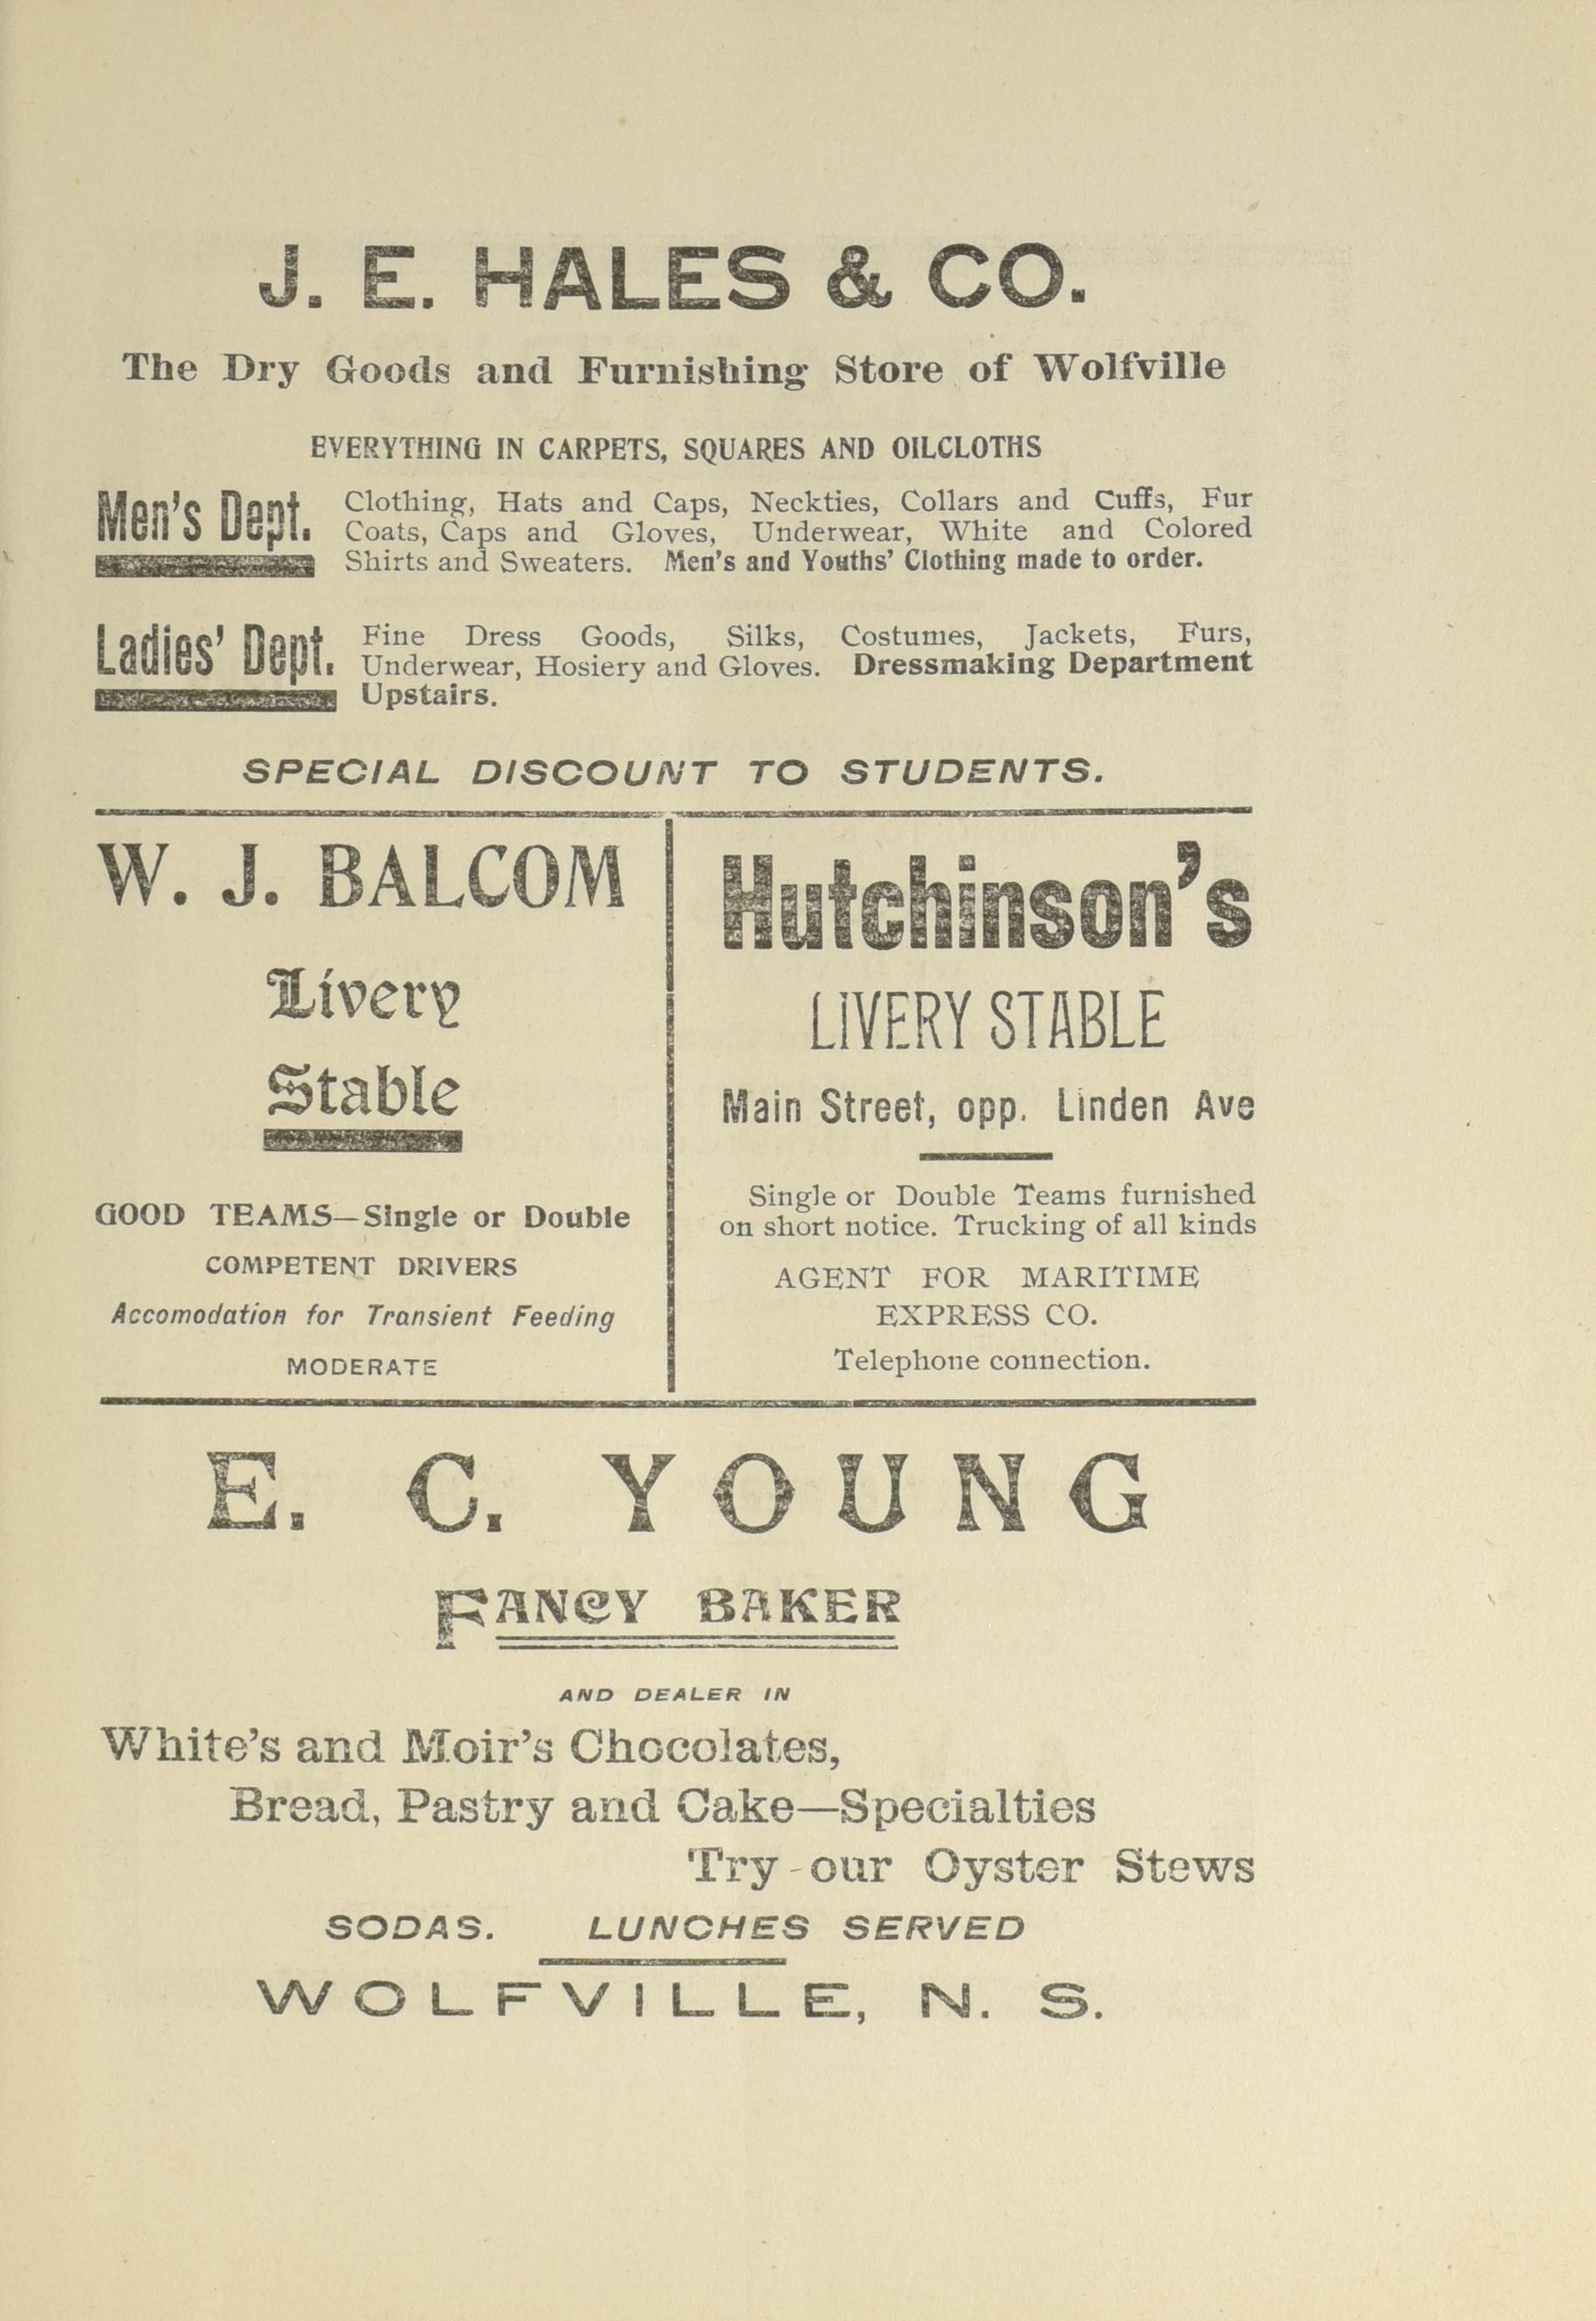 J. E. HALES & CO.
The Dry Goods and Furnishing Store of Wolfville
EVERYTHING IN CARPETS, SQUARES AND OILCLOTHS
Men's Dept.
Clothing, Hats and Caps, Neckties, Collars and Cuffs, Fur
Coats, Caps and Gloves, Underwear, White and Colored
Shirts and Sweaters. Men's and Youths' Clothing made to order.
Ladies' Dept.
Fine Dress Goods, Silks, Costumes, Jackets, Furs,
Underwear, Hosiery and Gloves. Dressmaking Department
Upstairs.
SPECIAL DISCOUNT TO STUDENTS.
W. J. BALCOM
Livery
Stable
GOOD TEAMS—Single or Double
COMPETENT DRIVERS
Accomodation for Transient Feeding
MODERATE
Hutchinson's
LIVERY STABLE
Main Street, opp. Linden Ave
Single or Double Teams furnished
on short notice. Trucking of all kinds
AGENT FOR MARITIME
EXPRESS CO.
Telephone connection.
E. C. YOUNG
FANCY BAKER
AND DEALER IN
White's and Moir's Chocolates,
Bread, Pastry and Cake—Specialties
Try-our Oyster Stews
SODAS. LUNCHES SERVED
WOLFVILLE, N. S.